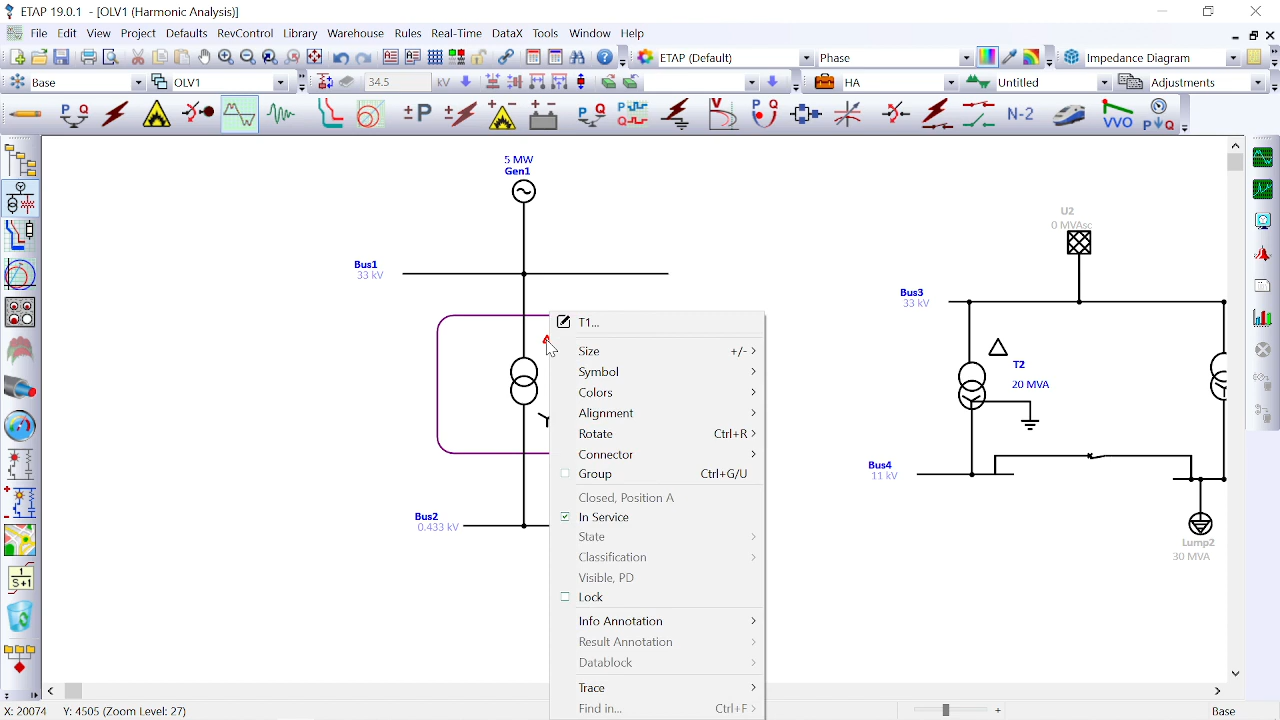 ETAP 19.0.1 - [OLV1 (Harmonic Analysis)]
File Edit View Project Defaults RevControl Library Warehouse Rules Real-Time DataX Tools Window Help
ETAP (Default) Phase Impedance Diagram
Base OLV1 34.5 kV HA Untitled Adjustments
P Q P P Q P Q V P Q N-2 VVO P Q
5 MW
Gen1
Bus1
33 kV
U2
0 MVAsc
Bus3
33 kV
T2
20 MVA
Bus4
11 kV
Lump2
30 MVA
Bus2
0.433 kV
T1...
Size +/-
Symbol
Colors
Alignment
Rotate Ctrl+R
Connector
Group Ctrl+G/U
Closed, Position A
In Service
State
Classification
Visible, PD
Lock
Info Annotation
Result Annotation
Datablock
Trace
Find in... Ctrl+F
1
S+1
X: 20074 Y: 4505 (Zoom Level: 27) Base